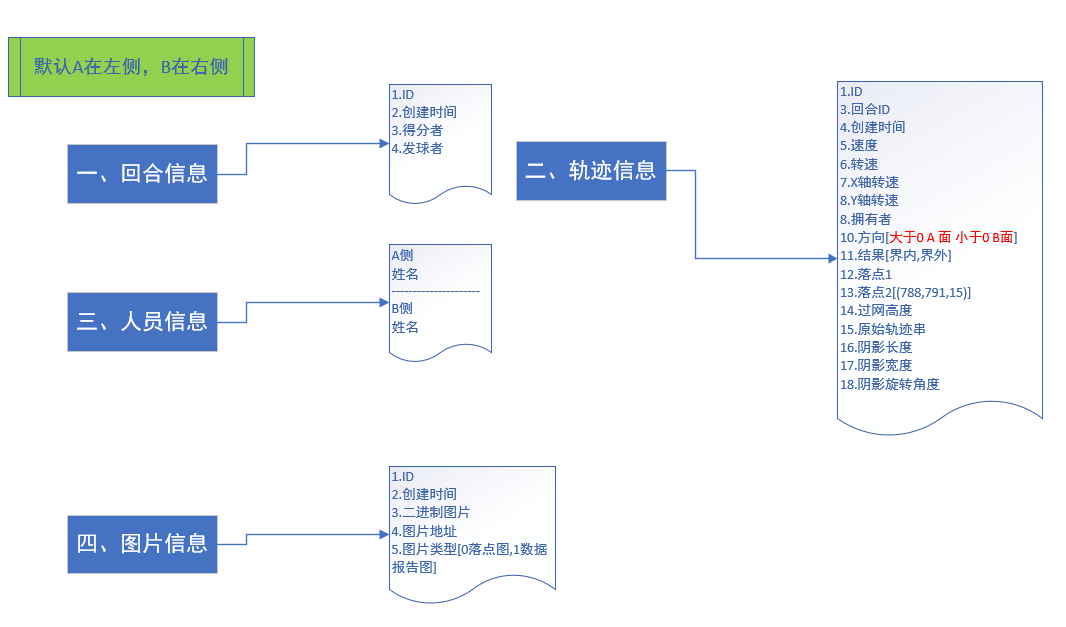 默认A在左侧，B在右侧
一、回合信息
1.ID
2.创建时间
3.得分者
4.发球者
二、轨迹信息
1.ID
3.回合ID
4.创建时间
5.速度
6.转速
7.X轴转速
8.Y轴转速
8.拥有者
10.方向[大于0 A 面 小于0 B面]
11.结果[界内,界外]
12.落点1
13.落点2[(788,791,15)]
14.过网高度
15.原始轨迹串
16.阴影长度
17.阴影宽度
18.阴影旋转角度
三、人员信息
A侧
姓名
---------------------
B侧
姓名
四、图片信息
1.ID
2.创建时间
3.二进制图片
4.图片地址
5.图片类型[0落点图,1数据
报告图]